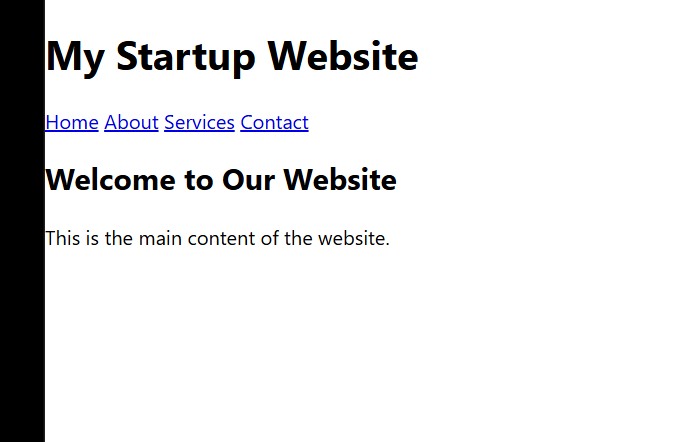 My Startup Website
Home About Services Contact
Welcome to Our Website
This is the main content of the website.